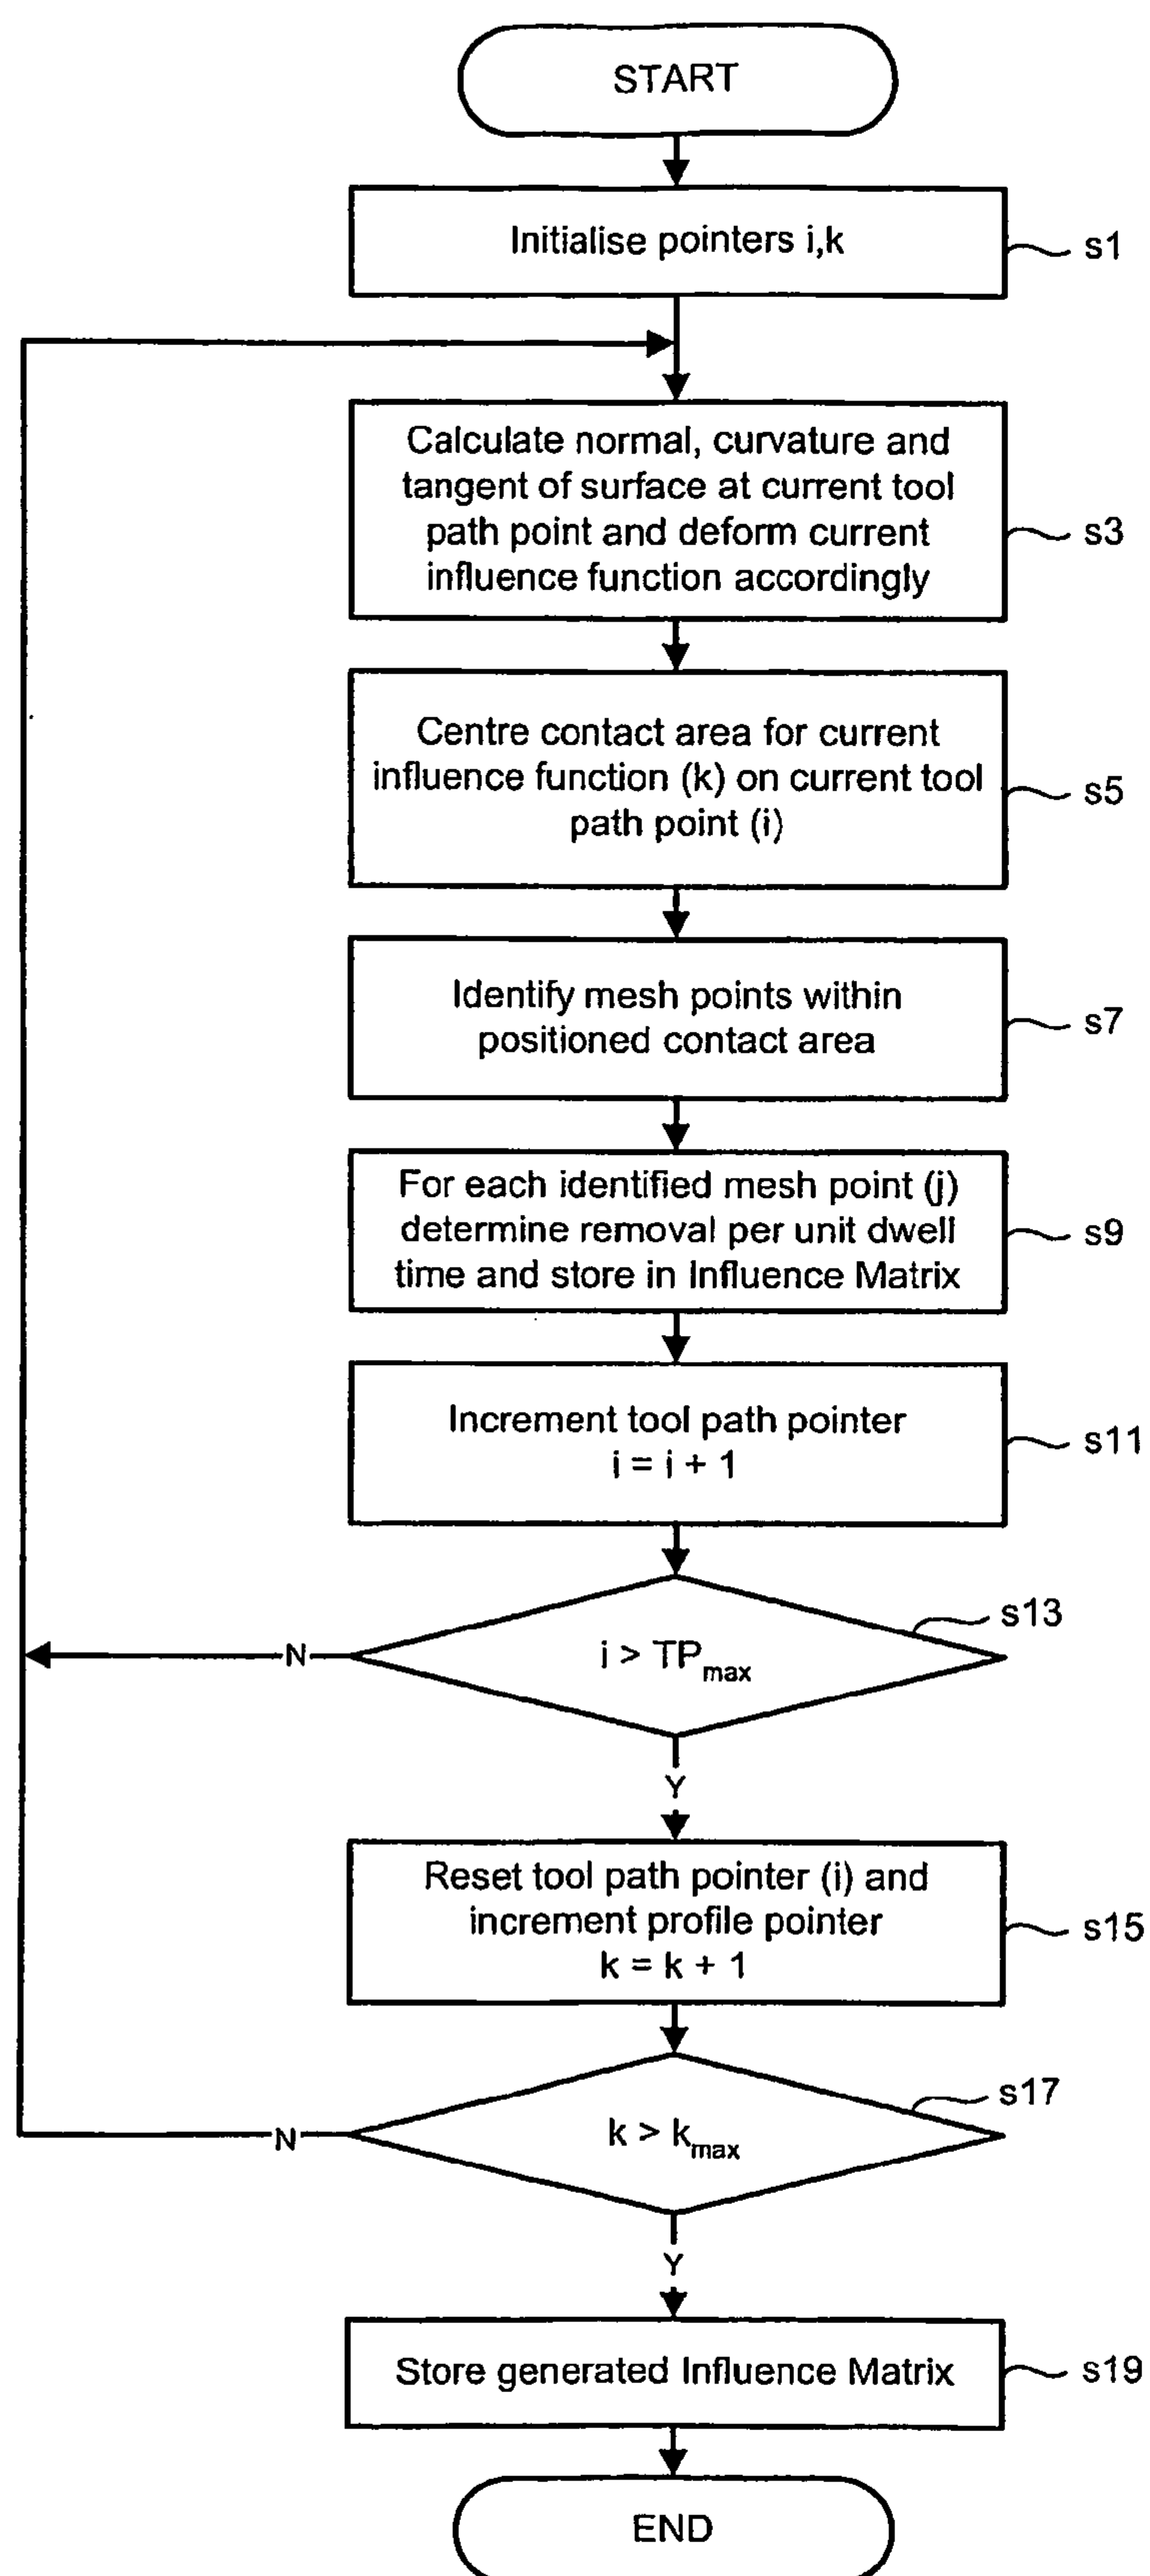 START
Initialise pointers i,k
s1
Calculate normal, curvature and
tangent of surface at current tool
path point and deform current
influence function accordingly
s3
Centre contact area for current
influence function (k) on current tool
path point (i)
s5
Identify mesh points within
positioned contact area
s7
For each identified mesh point (j)
determine removal per unit dwell
time and store in Influence Matrix
s9
Increment tool path pointer
i = i + 1
s11
i > TPmax
s13
N
Y
Reset tool path pointer (i) and
increment profile pointer
k = k + 1
s15
k > kmax
s17
N
Y
Store generated Influence Matrix
s19
END